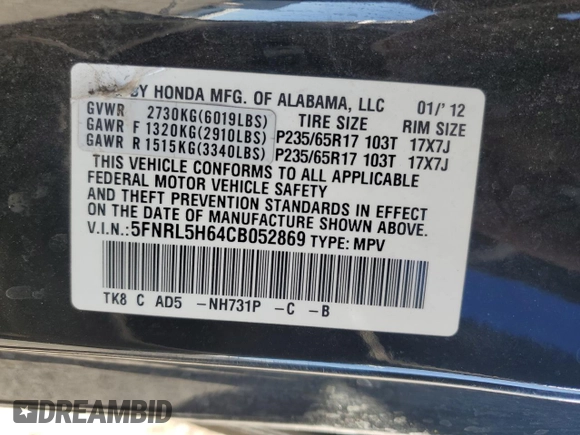 BY HONDA MFG. OF ALABAMA, LLC 01/'12
GVWR 2730KG(6019LBS) TIRE SIZE RIM SIZE
GAWR F 1320KG(2910LBS) P235/65R17 103T 17X7J
GAWR R 1515KG(3340LBS) P235/65R17 103T 17X7J
THIS VEHICLE CONFORMS TO ALL APPLICABLE
FEDERAL MOTOR VEHICLE SAFETY
AND THEFT PREVENTION STANDARDS IN EFFECT
ON THE DATE OF MANUFACTURE SHOWN ABOVE.
V.I.N.: 5FNRL5H64CB052869 TYPE: MPV
TK8 C AD5 -NH731P -C -B
DREAMBID